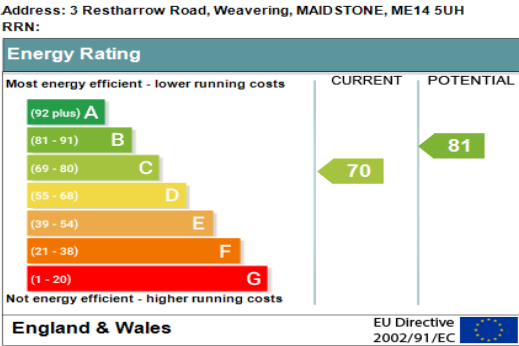 Address: 3 Restharrow Road, Weavering, MAIDSTONE, ME14 5UH
RRN:
Energy Rating
Most energy efficient - lower running costs
CURRENT
POTENTIAL
(92 plus) A
(81 - 91) B
(69 - 80) C
(55 - 68) D
(39 - 54) E
(21 - 38) F
(1 - 20) G
70
81
Not energy efficient - higher running costs
England & Wales
EU Directive
2002/91/EC